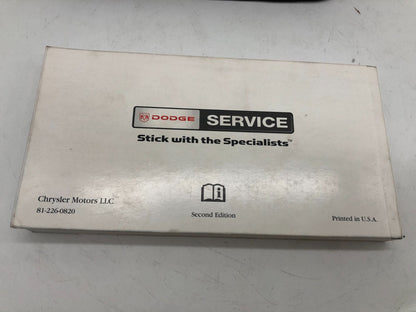 DODGE SERVICE
Stick with the Specialists™
Chrysler Motors LLC
81-226-0820
Second Edition
Printed in U.S.A.